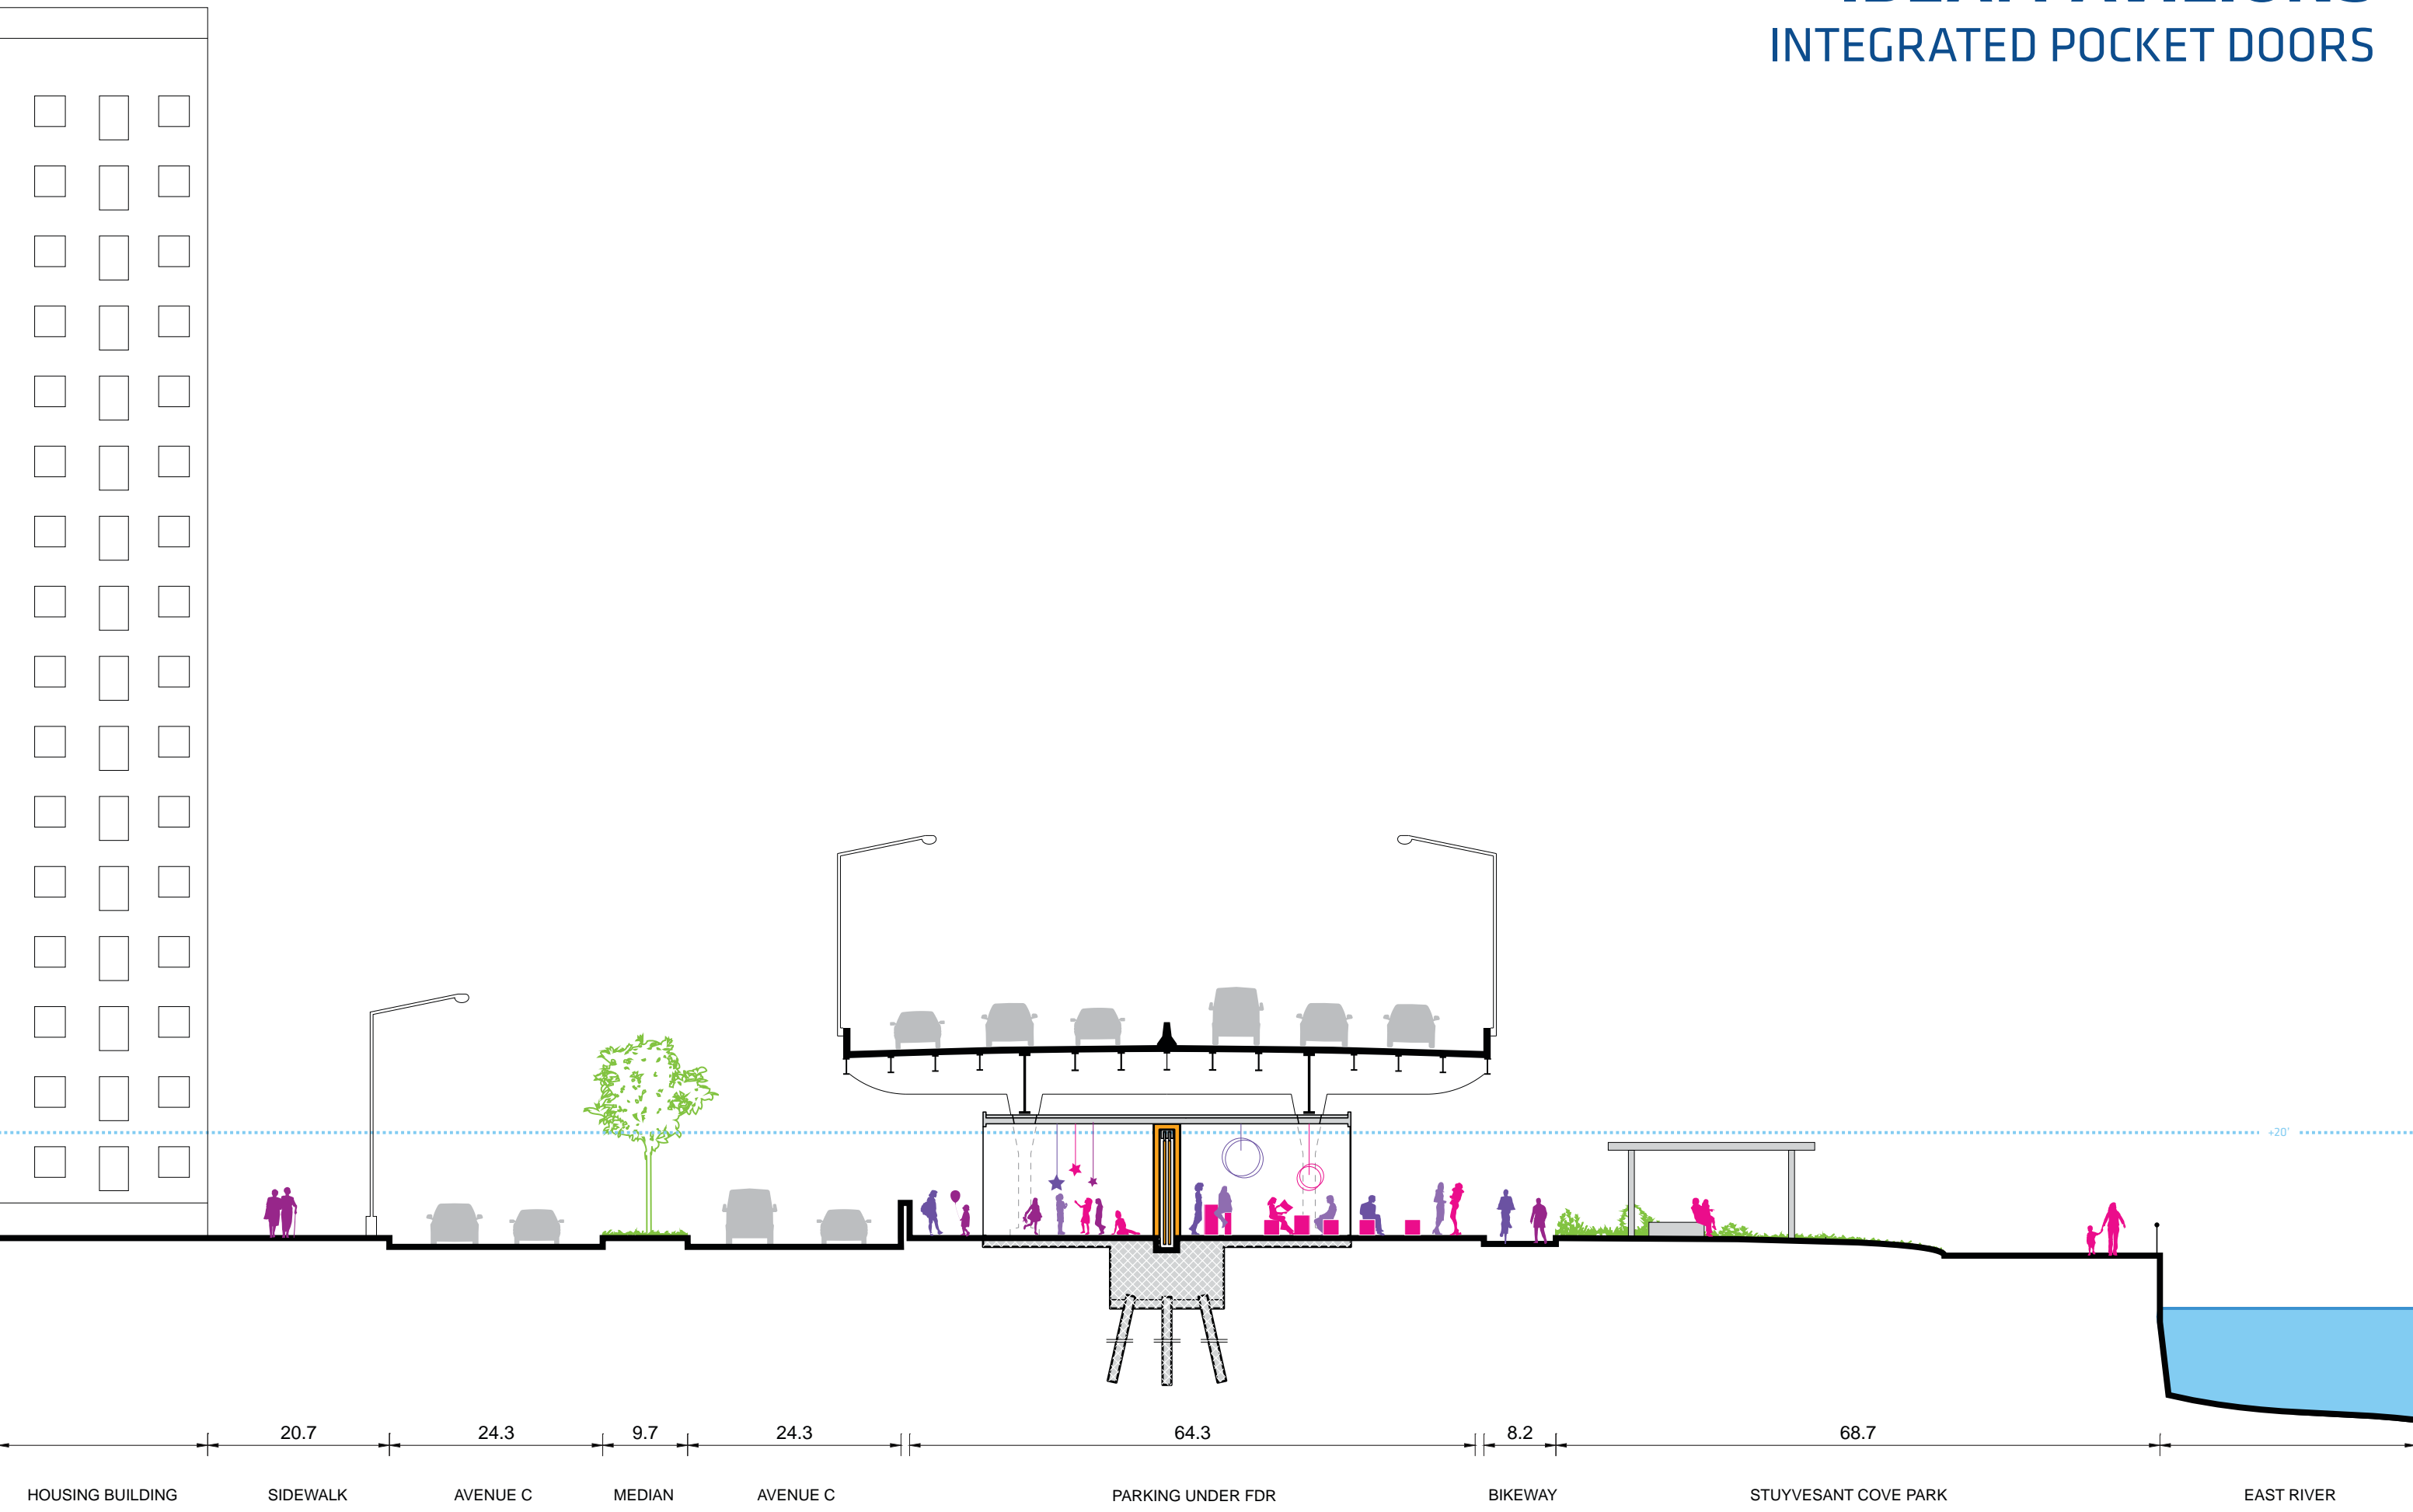 INTEGRATED POCKET DOORS
+20'
20.7 24.3 9.7 24.3 64.3 8.2 68.7
HOUSING BUILDING SIDEWALK AVENUE C MEDIAN AVENUE C PARKING UNDER FDR BIKEWAY STUYVESANT COVE PARK EAST RIVER